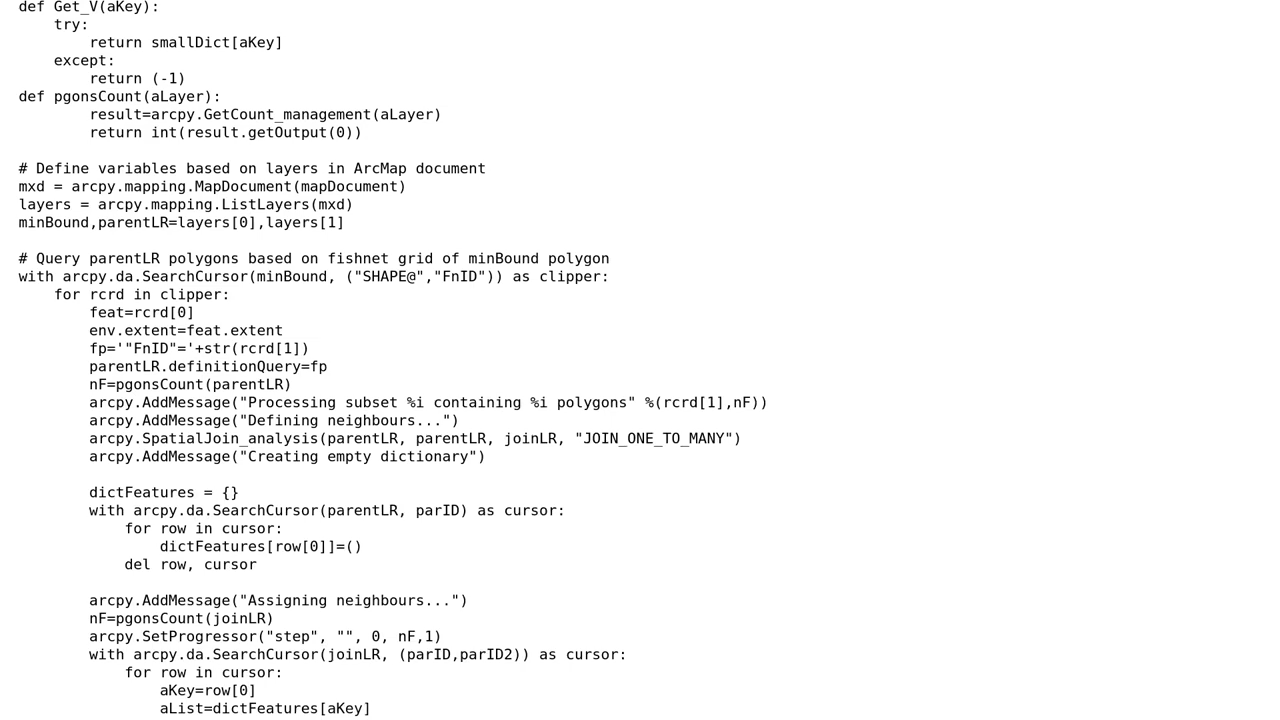 def Get_V(aKey):
    try:
        return smallDict[aKey]
    except:
        return (-1)
def pgonsCount(aLayer):
        result=arcpy.GetCount_management(aLayer)
        return int(result.getOutput(0))

# Define variables based on layers in ArcMap document
mxd = arcpy.mapping.MapDocument(mapDocument)
layers = arcpy.mapping.ListLayers(mxd)
minBound,parentLR=layers[0],layers[1]

# Query parentLR polygons based on fishnet grid of minBound polygon
with arcpy.da.SearchCursor(minBound, ("SHAPE@","FnID")) as clipper:
    for rcrd in clipper:
        feat=rcrd[0]
        env.extent=feat.extent
        fp='"FnID"='+str(rcrd[1])
        parentLR.definitionQuery=fp
        nF=pgonsCount(parentLR)
        arcpy.AddMessage("Processing subset %i containing %i polygons" %(rcrd[1],nF))
        arcpy.AddMessage("Defining neighbours...")
        arcpy.SpatialJoin_analysis(parentLR, parentLR, joinLR, "JOIN_ONE_TO_MANY")
        arcpy.AddMessage("Creating empty dictionary")

        dictFeatures = {}
        with arcpy.da.SearchCursor(parentLR, parID) as cursor:
            for row in cursor:
                dictFeatures[row[0]]=()
            del row, cursor

        arcpy.AddMessage("Assigning neighbours...")
        nF=pgonsCount(joinLR)
        arcpy.SetProgressor("step", "", 0, nF,1)
        with arcpy.da.SearchCursor(joinLR, (parID,parID2)) as cursor:
            for row in cursor:
                aKey=row[0]
                aList=dictFeatures[aKey]